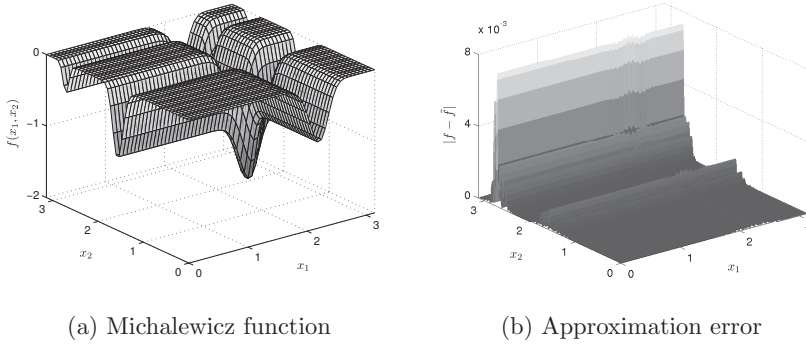 0
−1
−2
f(x1, x2)
3
2
1
0
x2
0
1
2
3
x1
x 10−3
8
4
0
|f − f̃|
3
2
1
0
x2
0
1
2
x1
(a) Michalewicz function
(b) Approximation error